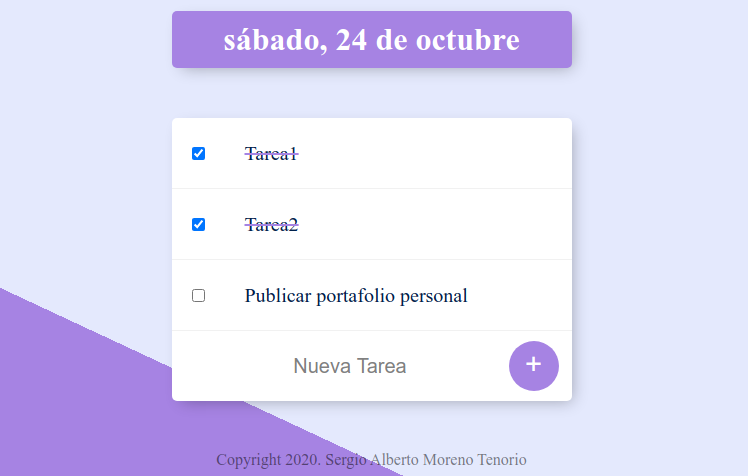 sábado, 24 de octubre
Tarea1
Tarea2
Publicar portafolio personal
Nueva Tarea
+
Copyright 2020. Sergio Alberto Moreno Tenorio